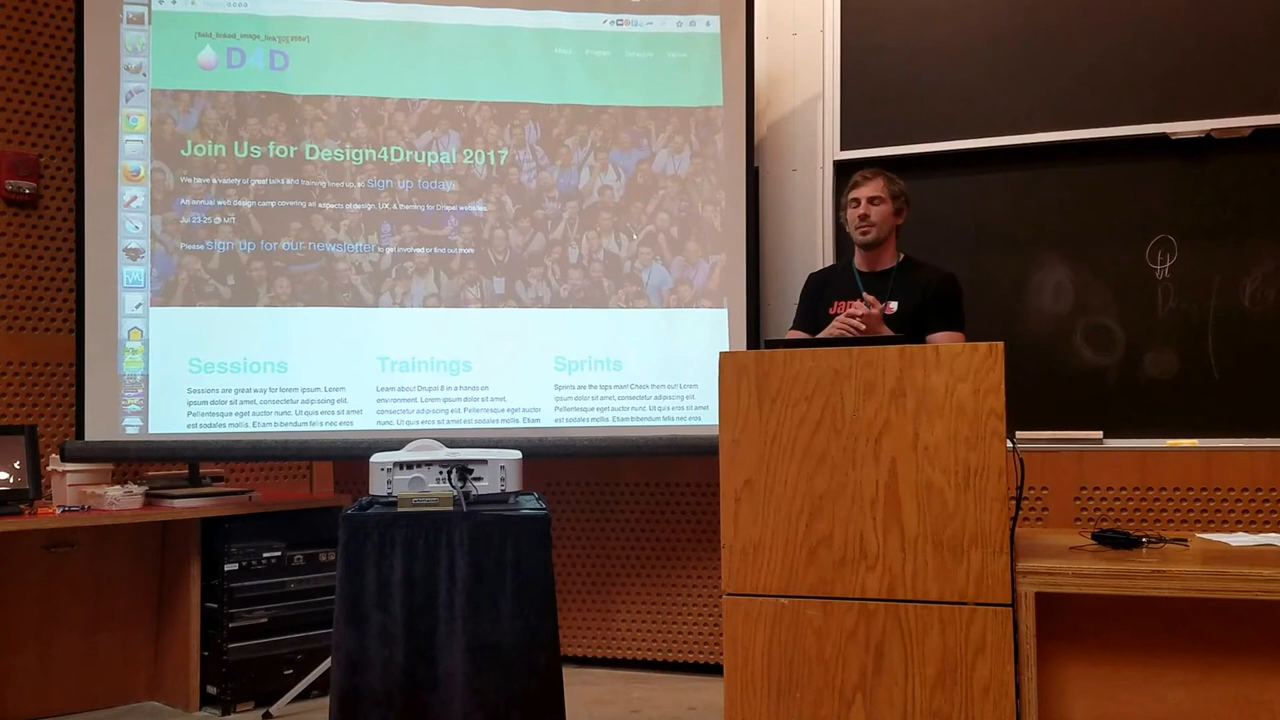 D4D
About Program
Join Us for Design4Drupal 2017
We have a variety of great talks and training lined up, so sign up today!
An annual web design camp covering all aspects of design, UX, & theming for Drupal websites.
Jul 23-25 @ MIT
Please sign up for our newsletter to get involved or find out more
Sessions
Sessions are great way for lorem ipsum. Lorem
ipsum dolor sit amet, consectetur adipiscing elit.
Pellentesque eget auctor nunc. Ut quis eros sit amet
est sodales mollis. Etiam bibendum felis nec eros
Trainings
Learn about Drupal 8 in a hands on
environment. Lorem ipsum dolor sit amet,
consectetur adipiscing elit. Pellentesque eget auctor
nunc. Ut quis eros sit amet est sodales mollis. Etiam
Sprints
Sprints are the tops man! Check them out! Lorem
ipsum dolor sit amet, consectetur adipiscing elit.
Pellentesque eget auctor nunc. Ut quis eros sit amet
est sodales mollis. Etiam bibendum felis nec eros